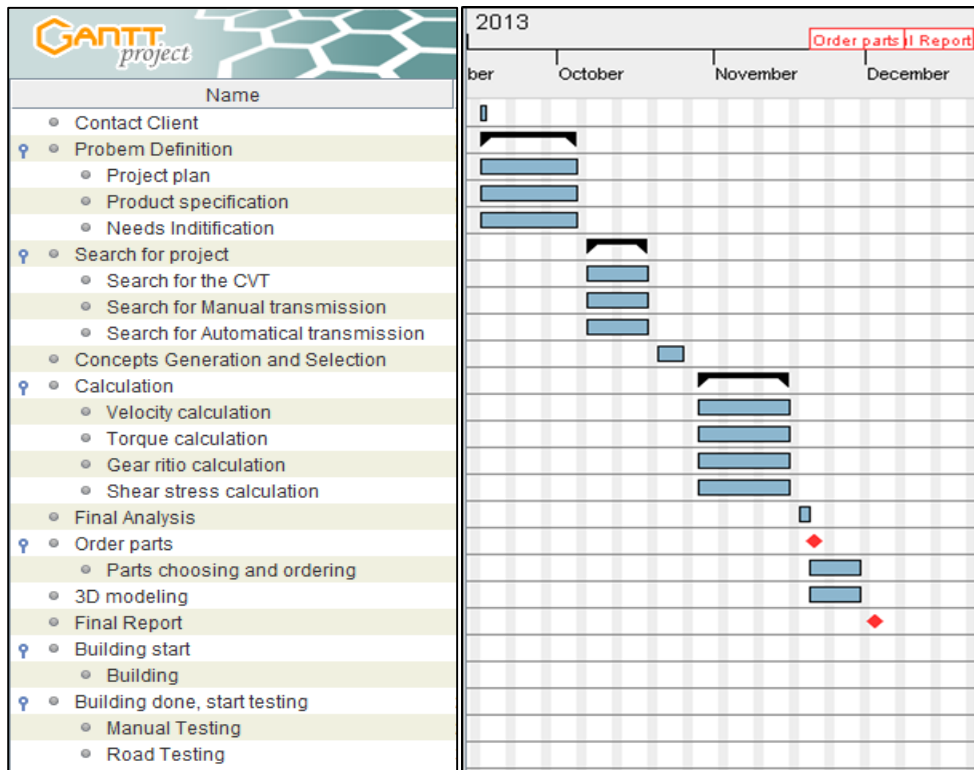 GANTT
project
Name
Contact Client
Probem Definition
Project plan
Product specification
Needs Inditification
Search for project
Search for the CVT
Search for Manual transmission
Search for Automatical transmission
Concepts Generation and Selection
Calculation
Velocity calculation
Torque calculation
Gear ritio calculation
Shear stress calculation
Final Analysis
Order parts
Parts choosing and ordering
3D modeling
Final Report
Building start
Building
Building done, start testing
Manual Testing
Road Testing
2013
Order parts l Report
ber October November December